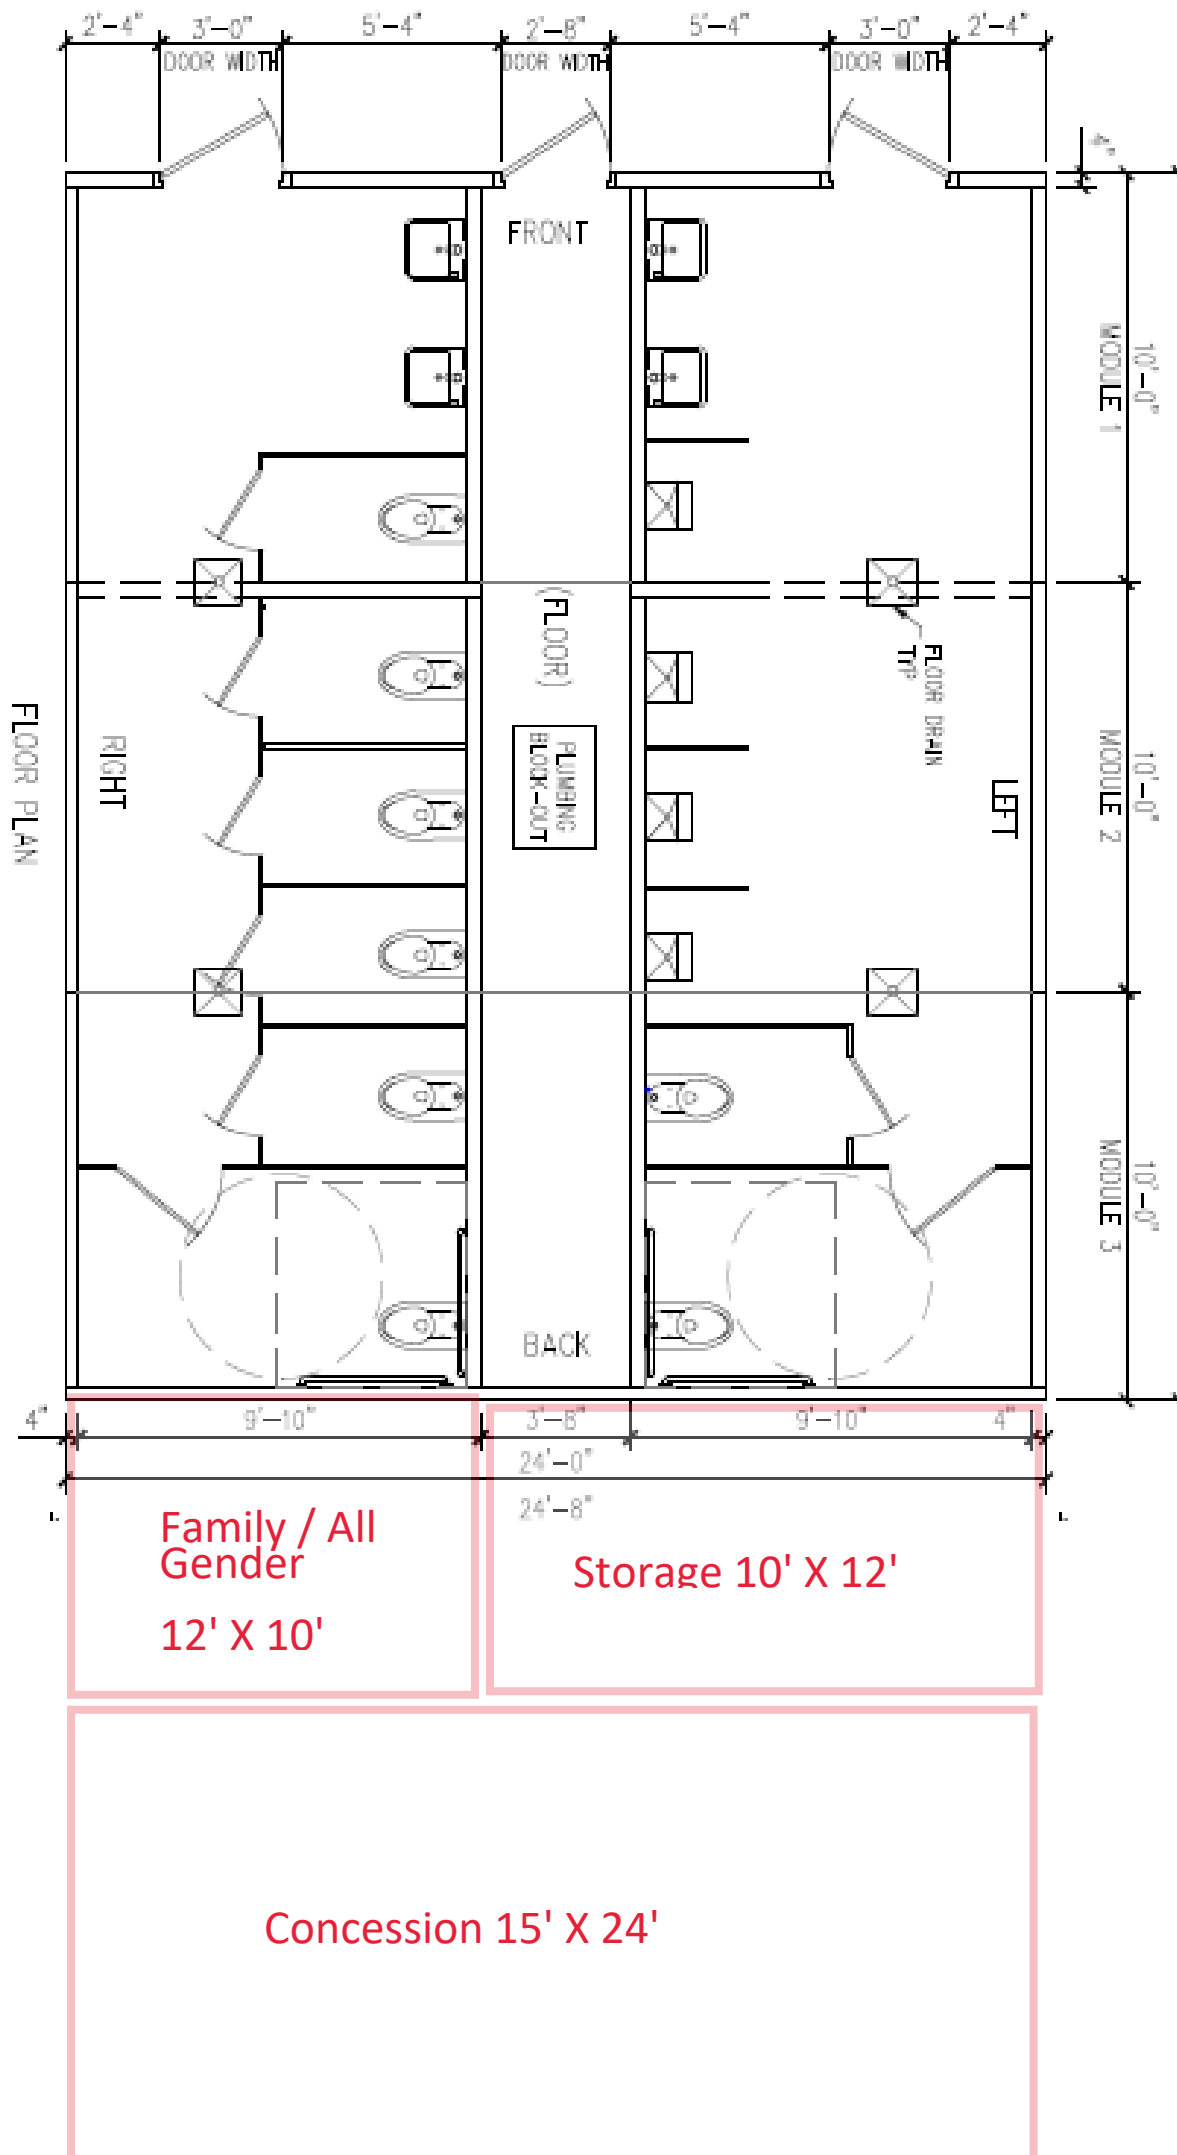 2'-4"
3'-0"
5'-4"
2'-8"
5'-4"
3'-0"
2'-4"
DOOR WIDTH
DOOR WIDTH
DOOR WIDTH
4"
FRONT
10'-0"
MODULE 1
(FLOOR)
PLUMBING
BLOCK-OUT
FLOOR DRAIN
TYP
LEFT
10'-0"
MODULE 2
RIGHT
FLOOR PLAN
10'-0"
MODULE 3
BACK
4"
9'-10"
3'-8"
9'-10"
4"
24'-0"
24'-8"
Family / All
Gender
12' X 10'
Storage 10' X 12'
Concession 15' X 24'